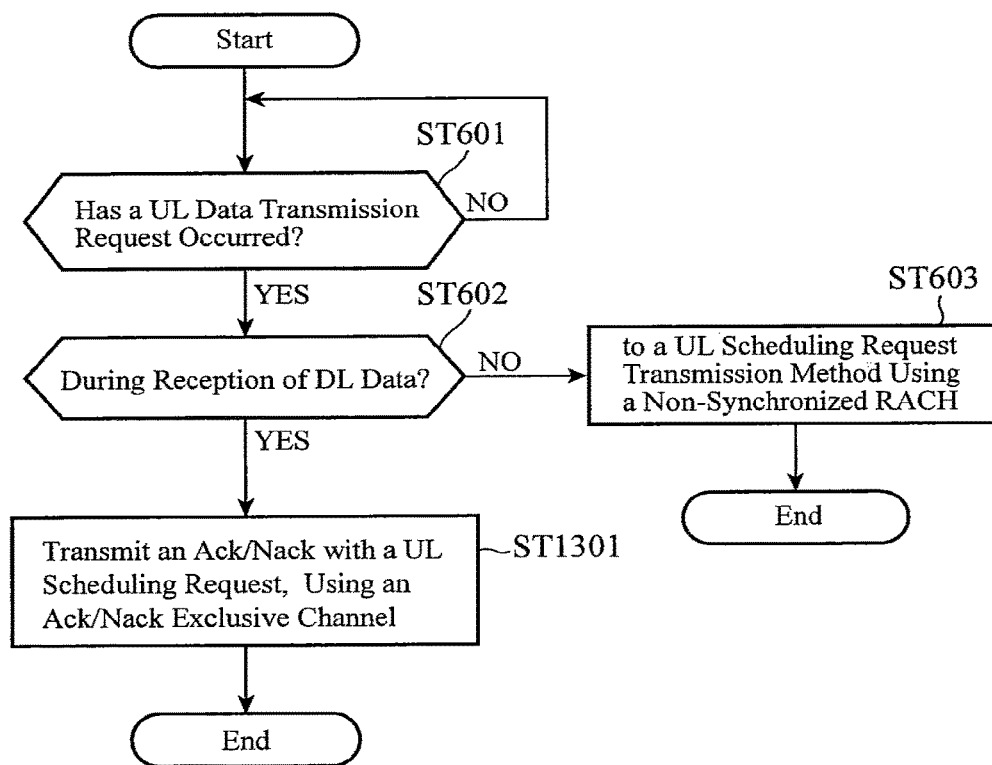 Start
ST601
Has a UL Data Transmission
Request Occurred?
NO
YES
ST602
During Reception of DL Data?
NO
ST603
to a UL Scheduling Request
Transmission Method Using
a Non-Synchronized RACH
YES
End
Transmit an Ack/Nack with a UL
Scheduling Request, Using an
Ack/Nack Exclusive Channel
ST1301
End